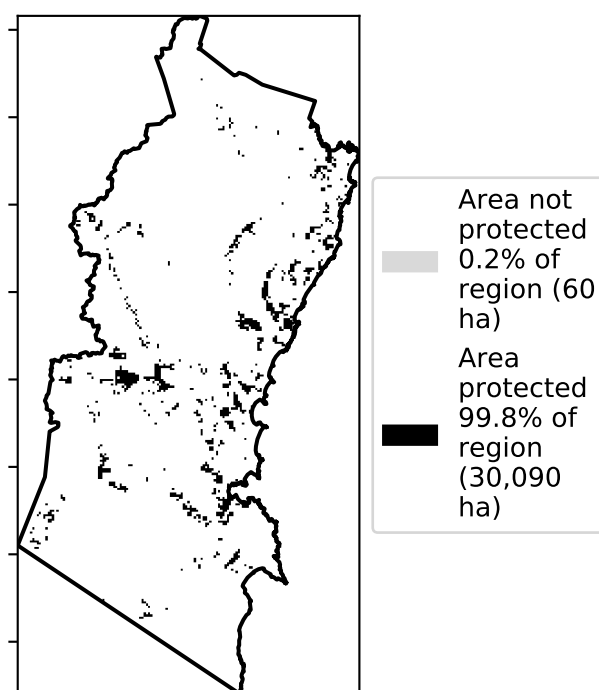 Area not
protected
0.2% of
region (60
ha)
Area
protected
99.8% of
region
(30,090
ha)